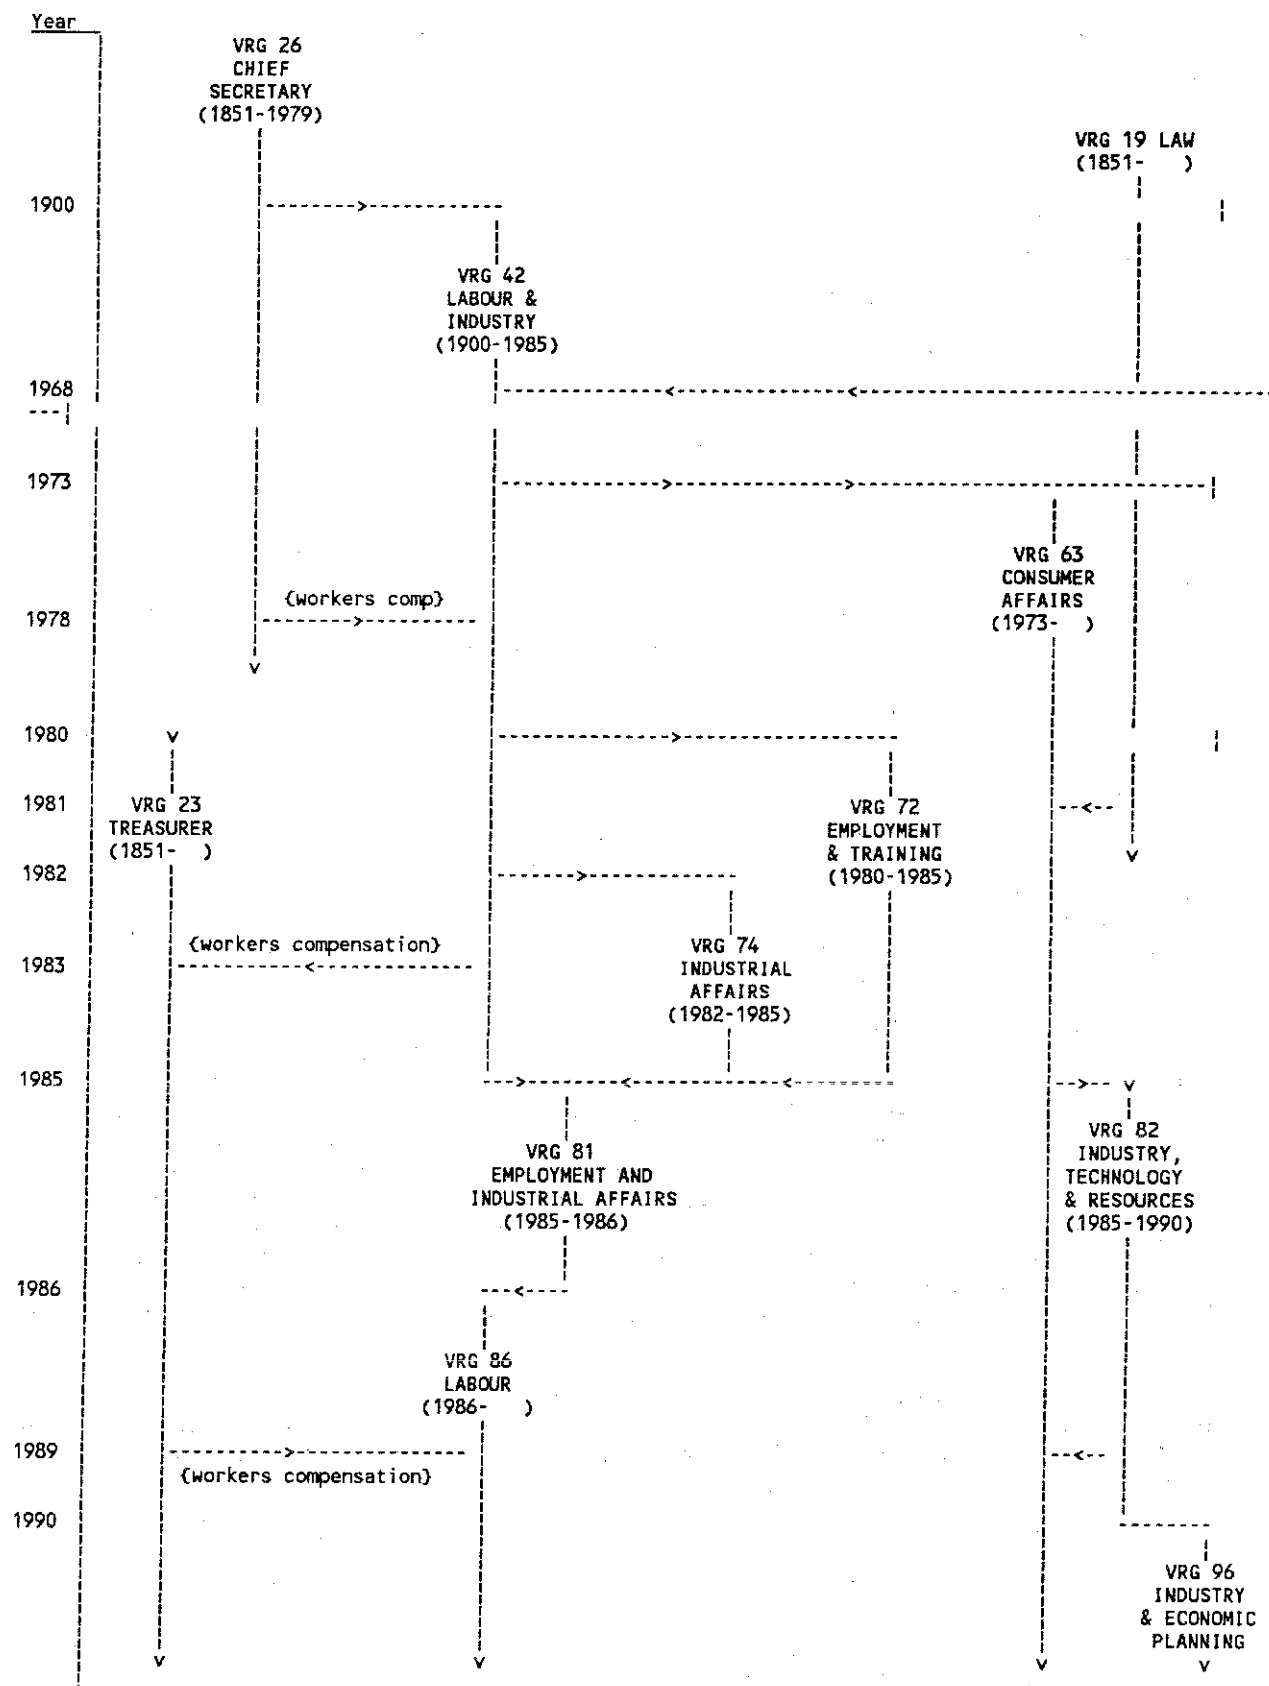 Year
VRG 26
CHIEF
SECRETARY
(1851-1979)
VRG 19 LAW
(1851-    )
1900
VRG 42
LABOUR &
INDUSTRY
(1900-1985)
1968
1973
VRG 63
CONSUMER
AFFAIRS
(1973-   )
{workers comp}
1978
1980
1981
VRG 23
TREASURER
(1851-   )
VRG 72
EMPLOYMENT
& TRAINING
(1980-1985)
1982
{workers compensation}
1983
VRG 74
INDUSTRIAL
AFFAIRS
(1982-1985)
1985
VRG 81
EMPLOYMENT AND
INDUSTRIAL AFFAIRS
(1985-1986)
VRG 82
INDUSTRY,
TECHNOLOGY
& RESOURCES
(1985-1990)
1986
VRG 86
LABOUR
(1986-    )
1989
{workers compensation}
1990
VRG 96
INDUSTRY
& ECONOMIC
PLANNING